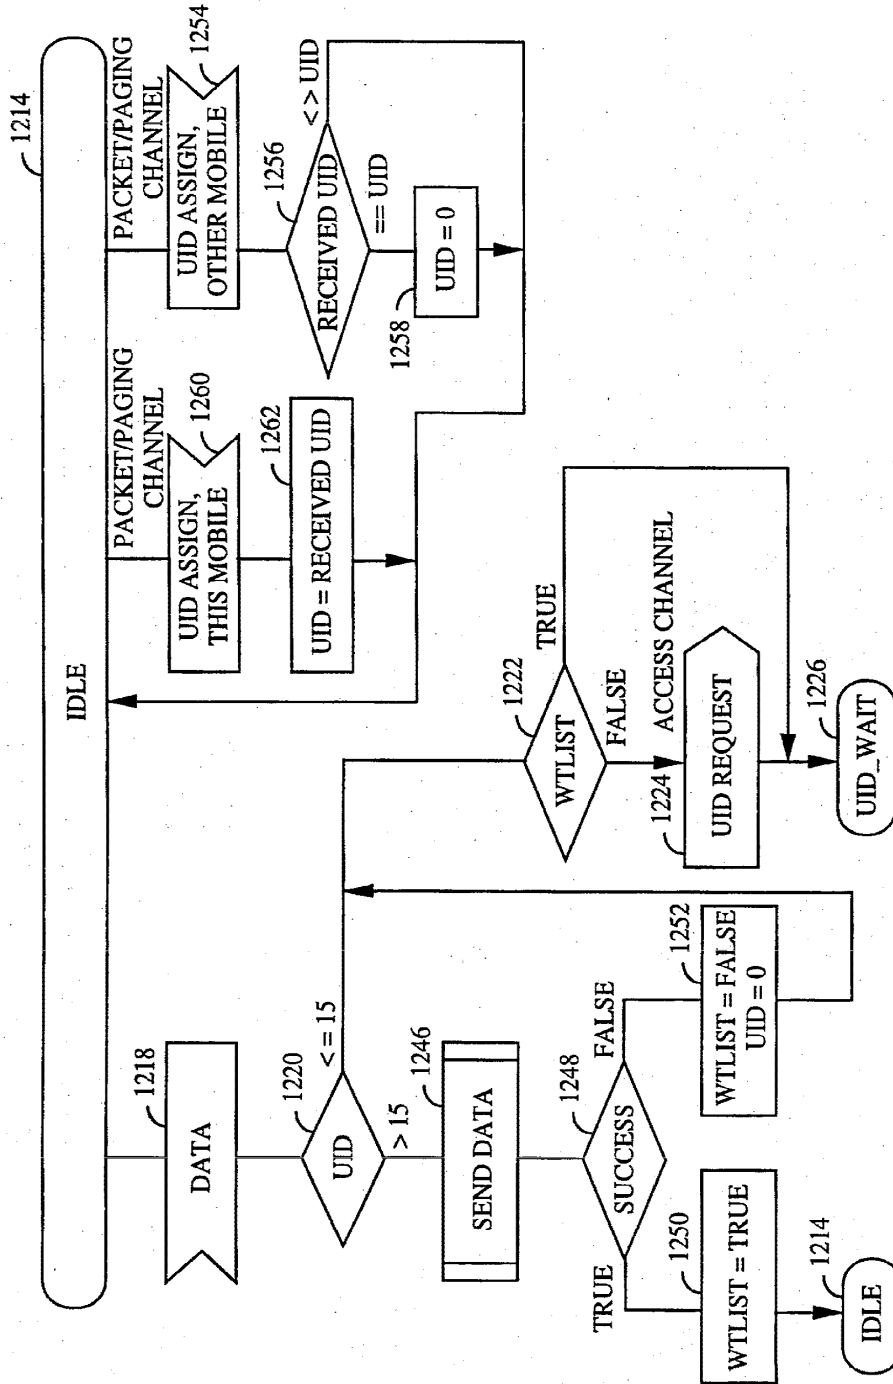 1214
IDLE
1218
DATA
1220
UID
<= 15
> 15
1246
SEND DATA
1248
SUCCESS
TRUE
FALSE
1250
WTLIST = TRUE
1214
IDLE
1252
WTLIST = FALSE
UID = 0
1222
WTLIST
TRUE
FALSE
ACCESS CHANNEL
1224
UID REQUEST
1226
UID_WAIT
PACKET/PAGING
CHANNEL
1260
UID ASSIGN,
THIS MOBILE
1262
UID = RECEIVED UID
PACKET/PAGING
CHANNEL
1254
UID ASSIGN,
OTHER MOBILE
1256
RECEIVED UID
< > UID
== UID
1258
UID = 0